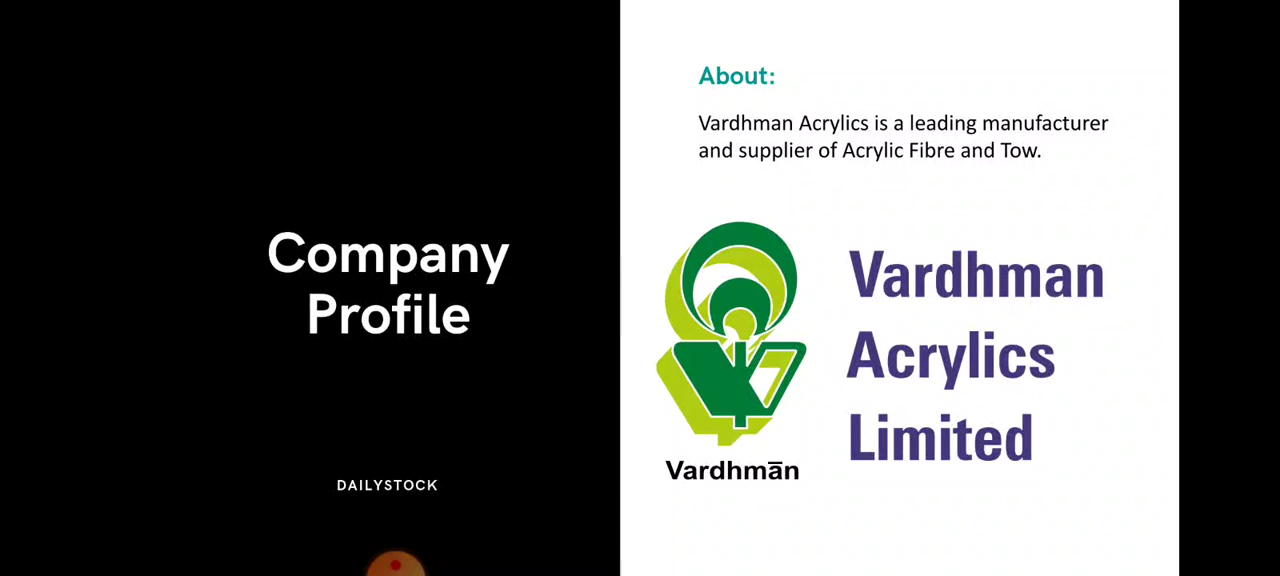 Company
Profile
DAILYSTOCK
About:
Vardhman Acrylics is a leading manufacturer
and supplier of Acrylic Fibre and Tow.
Vardhmān
Vardhman
Acrylics
Limited